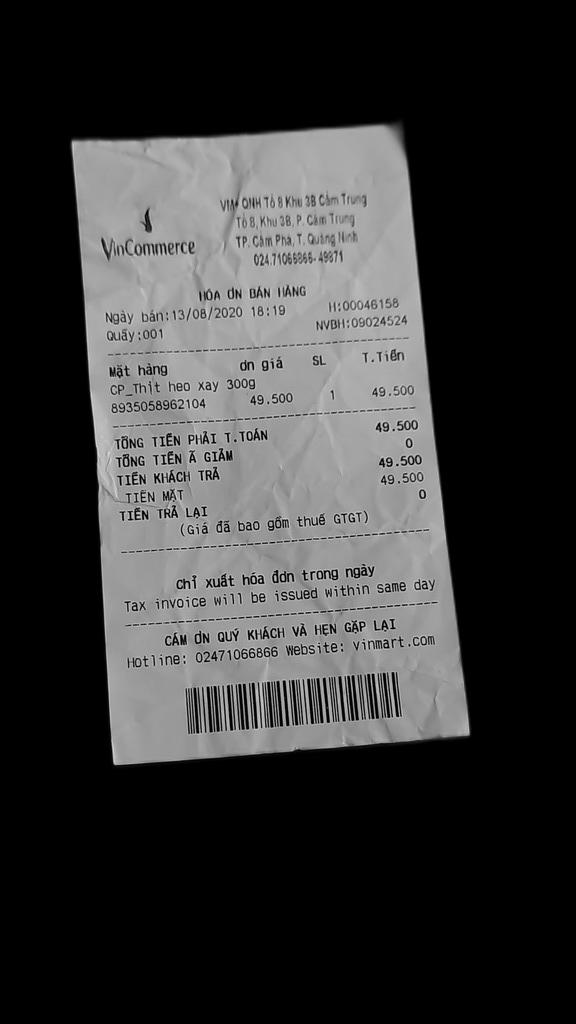 VinCommerce
VM+ QNH Tổ 8 Khu 3B Cẩm Trung
Tổ 8, Khu 3B, P. Cẩm Trung
TP. Cẩm Phả, T. Quảng Ninh
024.71066866-49871
HÓA ƠN BÁN HÀNG
Ngày bán:13/08/2020 18:19 H:00046158
Quầy:001 NVBH:09024524
Mặt hàng ơn giá SL T.Tiền
CP_Thịt heo xay 300g
8935058962104 49.500 1 49.500
TỔNG TIỀN PHẢI T.TOÁN 49.500
TỔNG TIỀN Ã GIẢM 0
TIỀN KHÁCH TRẢ 49.500
TIỀN MẶT 49.500
TIỀN TRẢ LẠI 0
(Giá đã bao gồm thuế GTGT)
Chỉ xuất hóa đơn trong ngày
Tax invoice will be issued within same day
CÁM ƠN QUÝ KHÁCH VÀ HẸN GẶP LẠI
Hotline: 02471066866 Website: vinmart.com